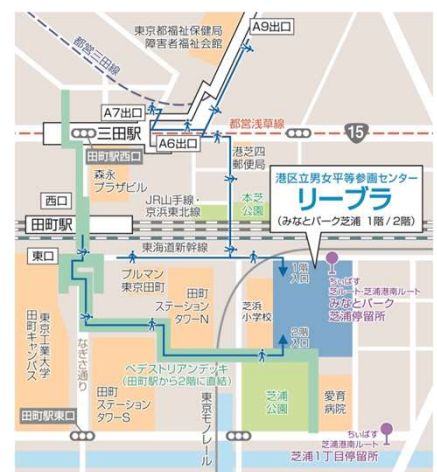 東京都福祉保健局
障害者福祉会館
A9出口
都営三田線
A7出口
三田駅
都営浅草線
15
A6出口
田町駅西口
港芝四
郵便局
森永
プラザビル
港区立男女平等参画センター
リーブラ
(みなとパーク芝浦 1階/2階)
西口
JR山手線・
京浜東北線
本芝
公園
田町駅
東海道新幹線
東口
1階
入口
ちぃばす
芝ルート・芝浦港南ルート
みなとパーク
芝浦停留所
プルマン
東京田町
田町
ステーション
タワーN
芝浜
小学校
2階
入口
東京工業大学
田町キャンパス
なぎさ通り
ペデストリアンデッキ
(田町駅から2階に直結)
田町
ステーション
タワーS
東京モノレール
芝浦
公園
愛育
病院
田町駅東口
ちぃばす
芝浦港南ルート
芝浦1丁目停留所